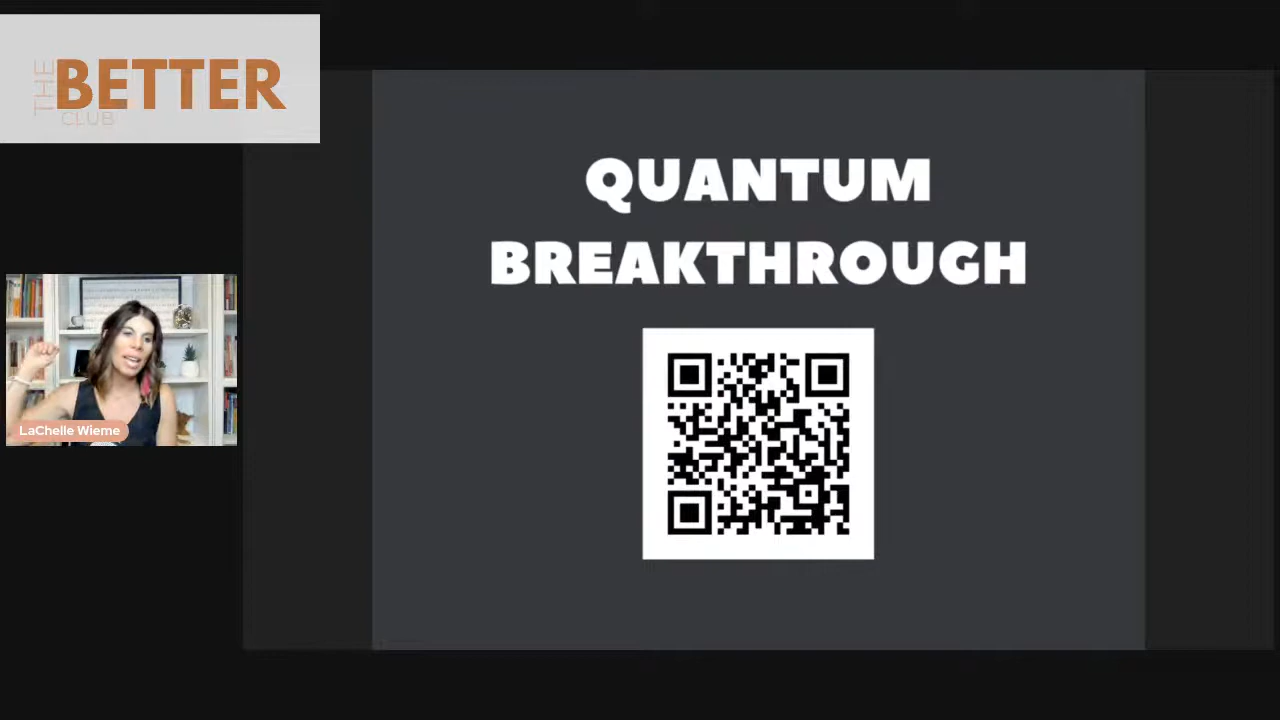 THE
BETTER
CLUB
QUANTUM
BREAKTHROUGH
LaChelle Wieme